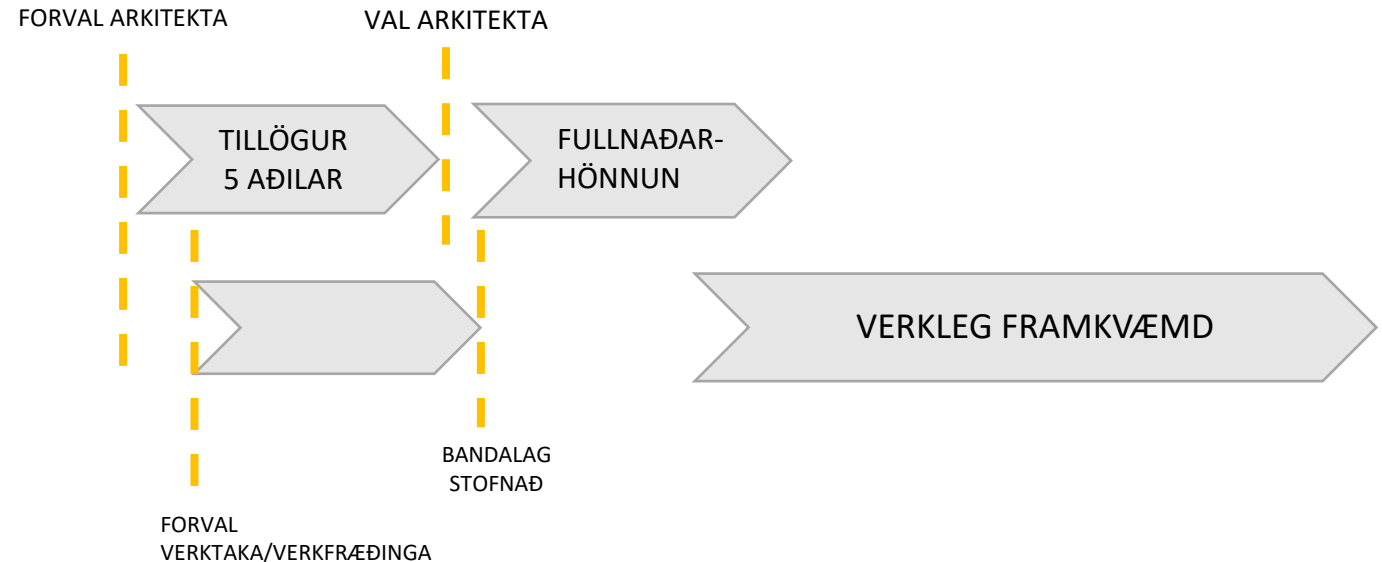 FORVAL ARKITEKTA
VAL ARKITEKTA
TILLÖGUR
5 AÐILAR
FULLNAÐAR-
HÖNNUN
VERKLEG FRAMKVÆMD
BANDALAG
STOFNAÐ
FORVAL
VERKTAKA/VERKFRÆÐINGA